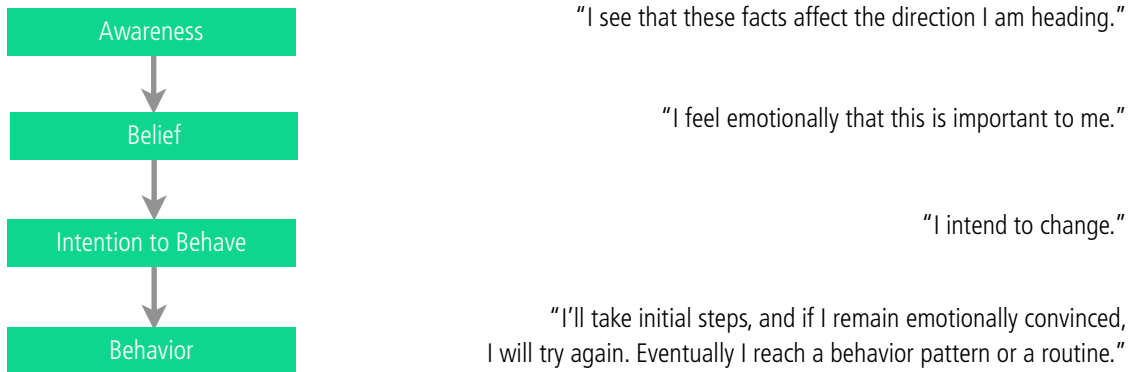 Awareness
“I see that these facts affect the direction I am heading.”
Belief
“I feel emotionally that this is important to me.”
Intention to Behave
“I intend to change.”
Behavior
“I’ll take initial steps, and if I remain emotionally convinced,
I will try again. Eventually I reach a behavior pattern or a routine.”